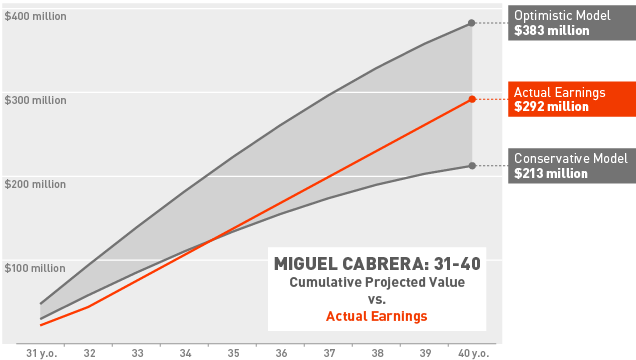 $400 million
Optimistic Model
$383 million
$300 million
Actual Earnings
$292 million
$200 million
Conservative Model
$213 million
$100 million
MIGUEL CABRERA: 31-40
Cumulative Projected Value
vs.
Actual Earnings
31 y.o. 32 33 34 35 36 37 38 39 40 y.o.